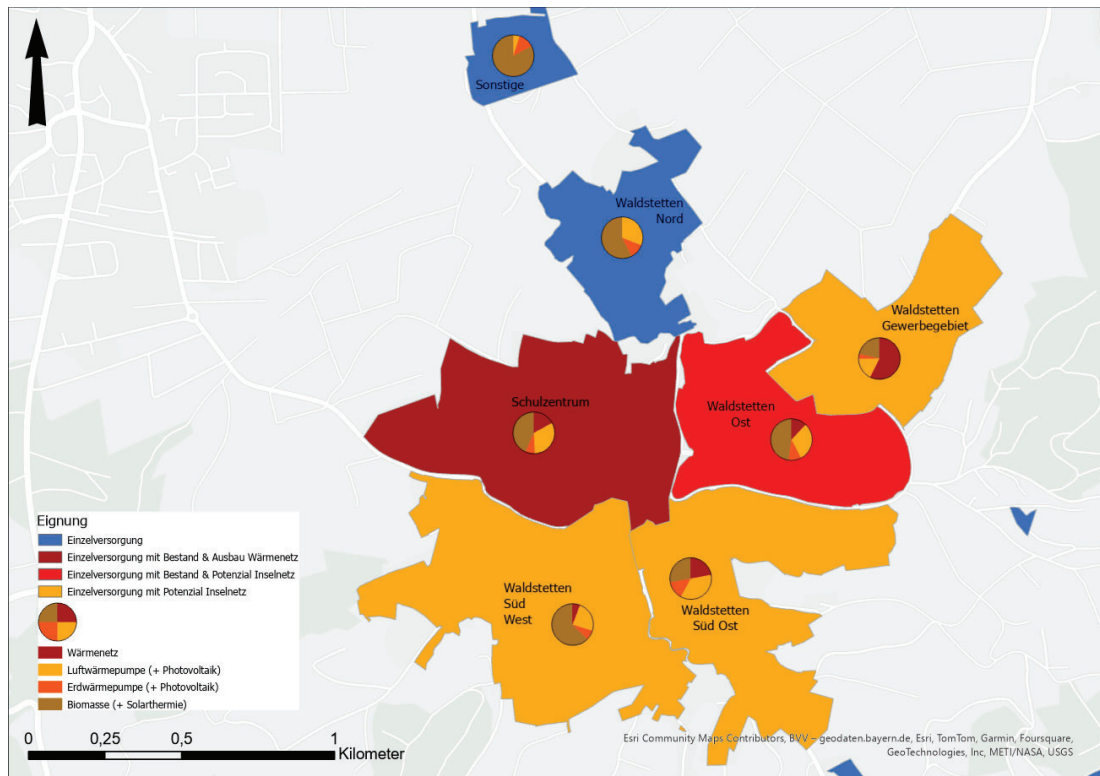 Sonstige
Waldstetten
Nord
Waldstetten
Gewerbegebiet
Schulzentrum
Waldstetten
Ost
Waldstetten
Süd
West
Waldstetten
Süd Ost
Eignung
Einzelversorgung
Einzelversorgung mit Bestand & Ausbau Wärmenetz
Einzelversorgung mit Bestand & Potenzial Inselnetz
Einzelversorgung mit Potenzial Inselnetz
Wärmenetz
Luftwärmepumpe (+ Photovoltaik)
Erdwärmepumpe (+ Photovoltaik)
Biomasse (+ Solarthermie)
0 0,25 0,5 1
Kilometer
Esri Community Maps Contributors, BVV – geodaten.bayern.de, Esri, TomTom, Garmin, Foursquare,
GeoTechnologies, Inc, METI/NASA, USGS